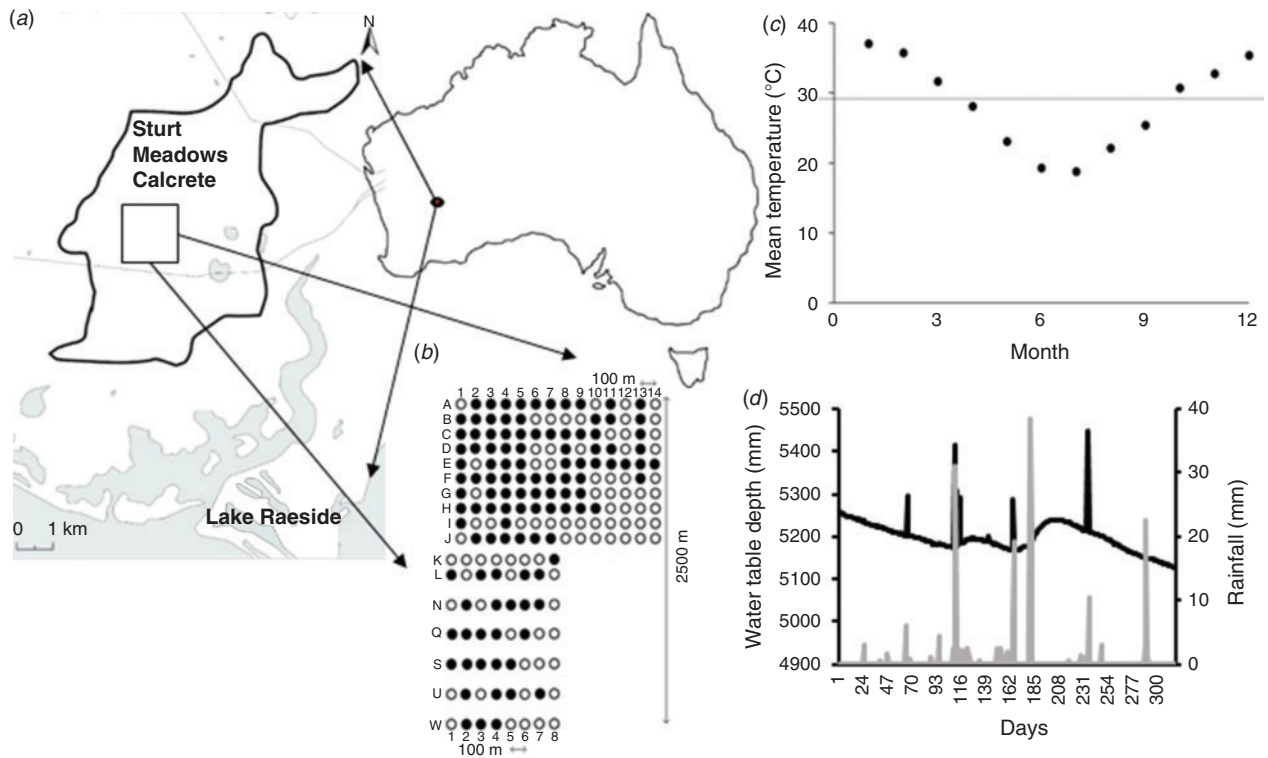 (a)
N
Sturt
Meadows
Calcrete
Lake Raeside
0 1 km
(b)
100 m
1 2 3 4 5 6 7 8 9 10 11 12 13 14
A
B
C
D
E
F
G
H
I
J
K
L
N
Q
S
U
W
1 2 3 4 5 6 7 8
100 m
2500 m
(c)
Mean temperature (°C)
40
30
20
10
0
0 3 6 9 12
Month
(d)
Water table depth (mm)
5500
5400
5300
5200
5100
5000
4900
40
30
20
10
0
Rainfall (mm)
1 24 47 70 93 116 139 162 185 208 231 254 277 300
Days